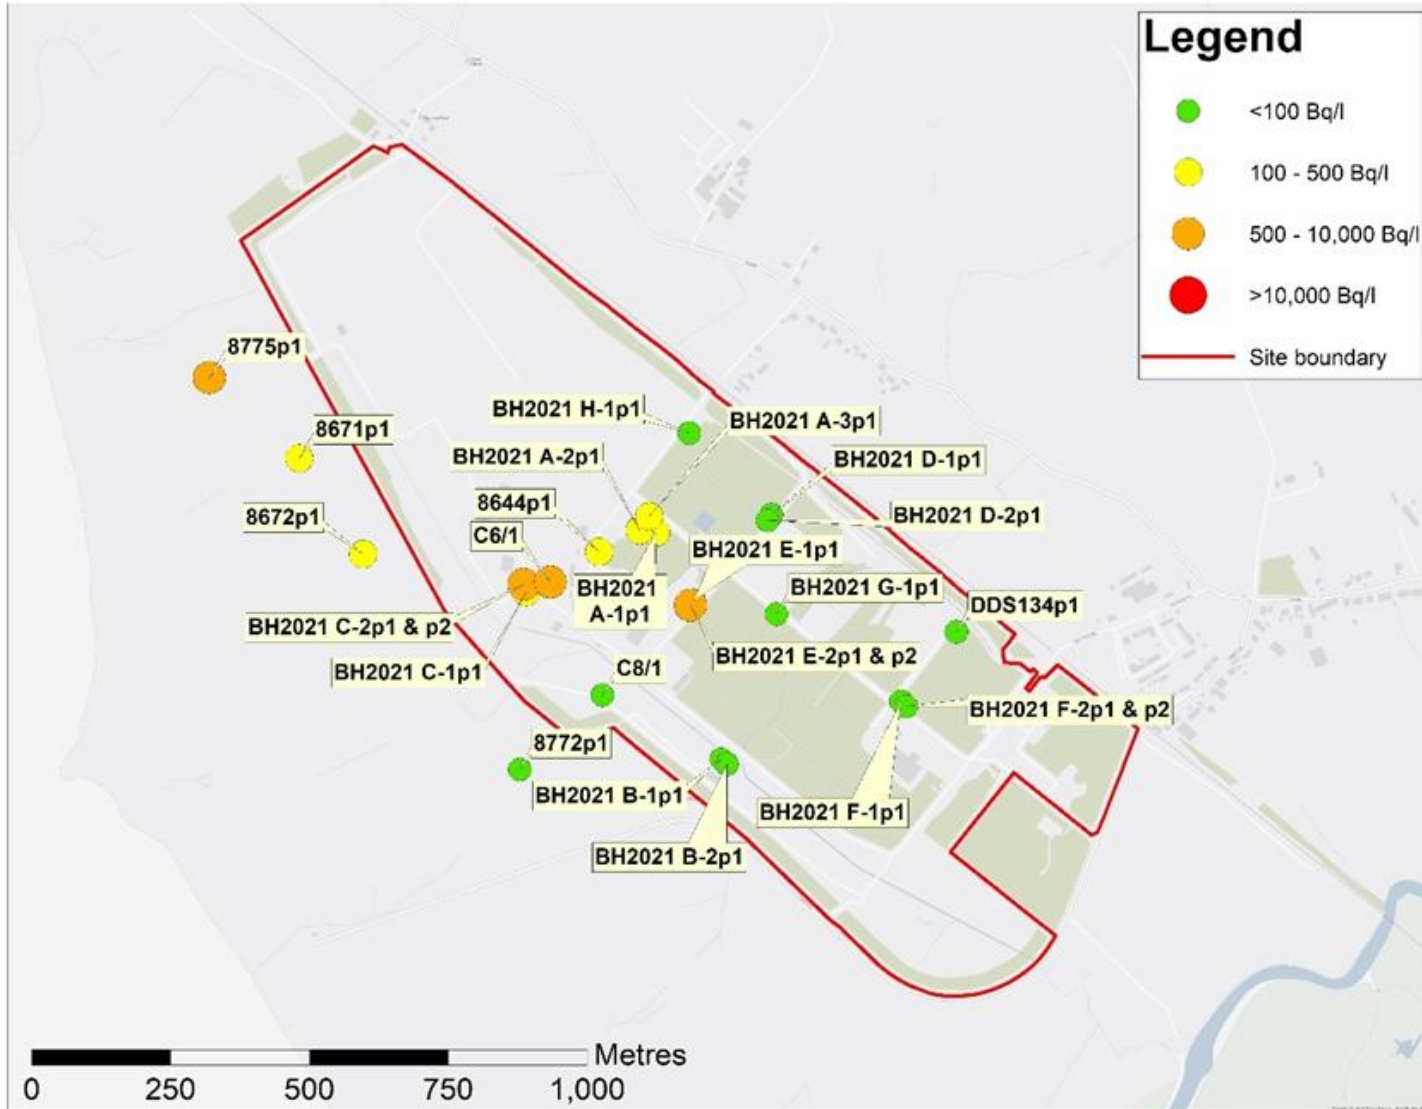 Legend
<100 Bq/l
100 - 500 Bq/l
500 - 10,000 Bq/l
>10,000 Bq/l
Site boundary
8775p1
8671p1
8672p1
BH2021 H-1p1
BH2021 A-3p1
BH2021 A-2p1
BH2021 D-1p1
8644p1
BH2021 D-2p1
C6/1
BH2021 E-1p1
BH2021
A-1p1
BH2021 G-1p1
DDS134p1
BH2021 C-2p1 & p2
BH2021 E-2p1 & p2
BH2021 C-1p1
C8/1
BH2021 F-2p1 & p2
8772p1
BH2021 B-1p1
BH2021 F-1p1
BH2021 B-2p1
Metres
0 250 500 750 1,000